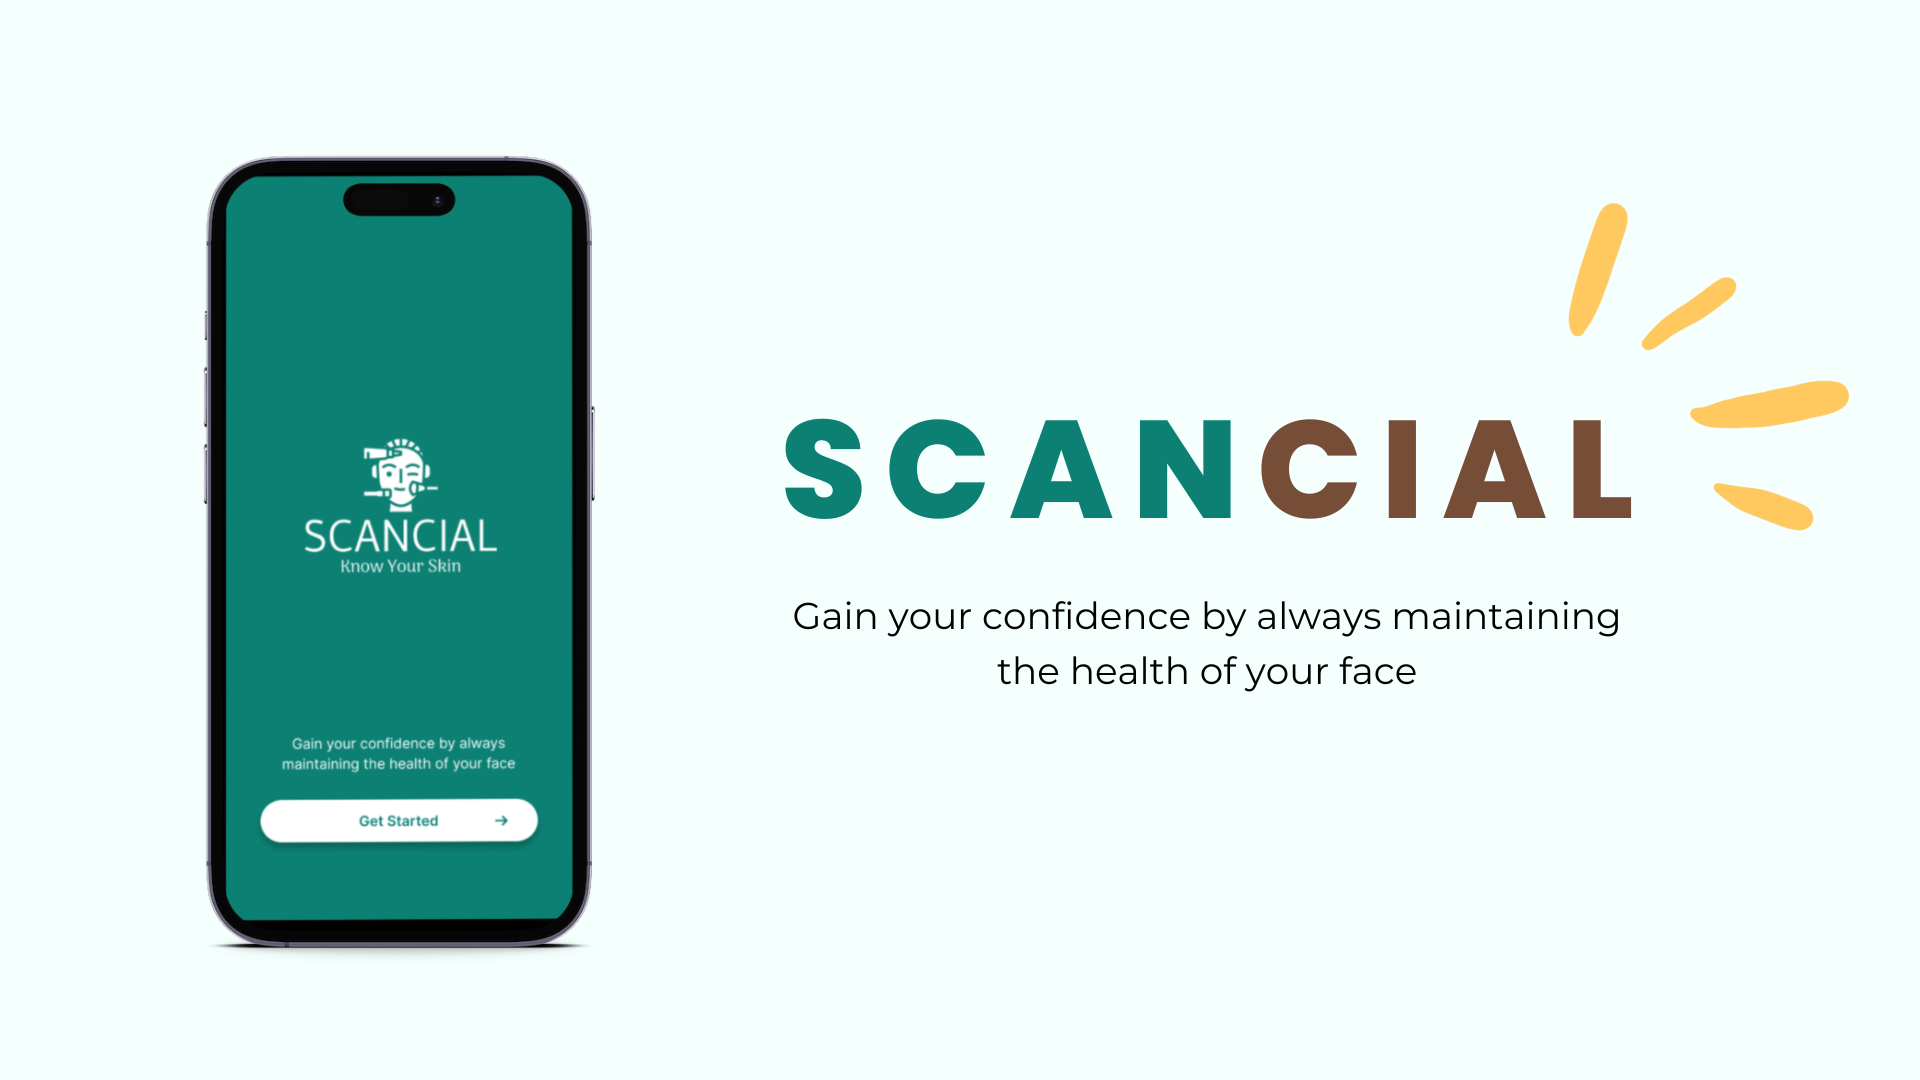 SCANCIAL
Know Your Skin
Gain your confidence by always
maintaining the health of your face
Get Started
SCANCIAL
Gain your confidence by always maintaining
the health of your face